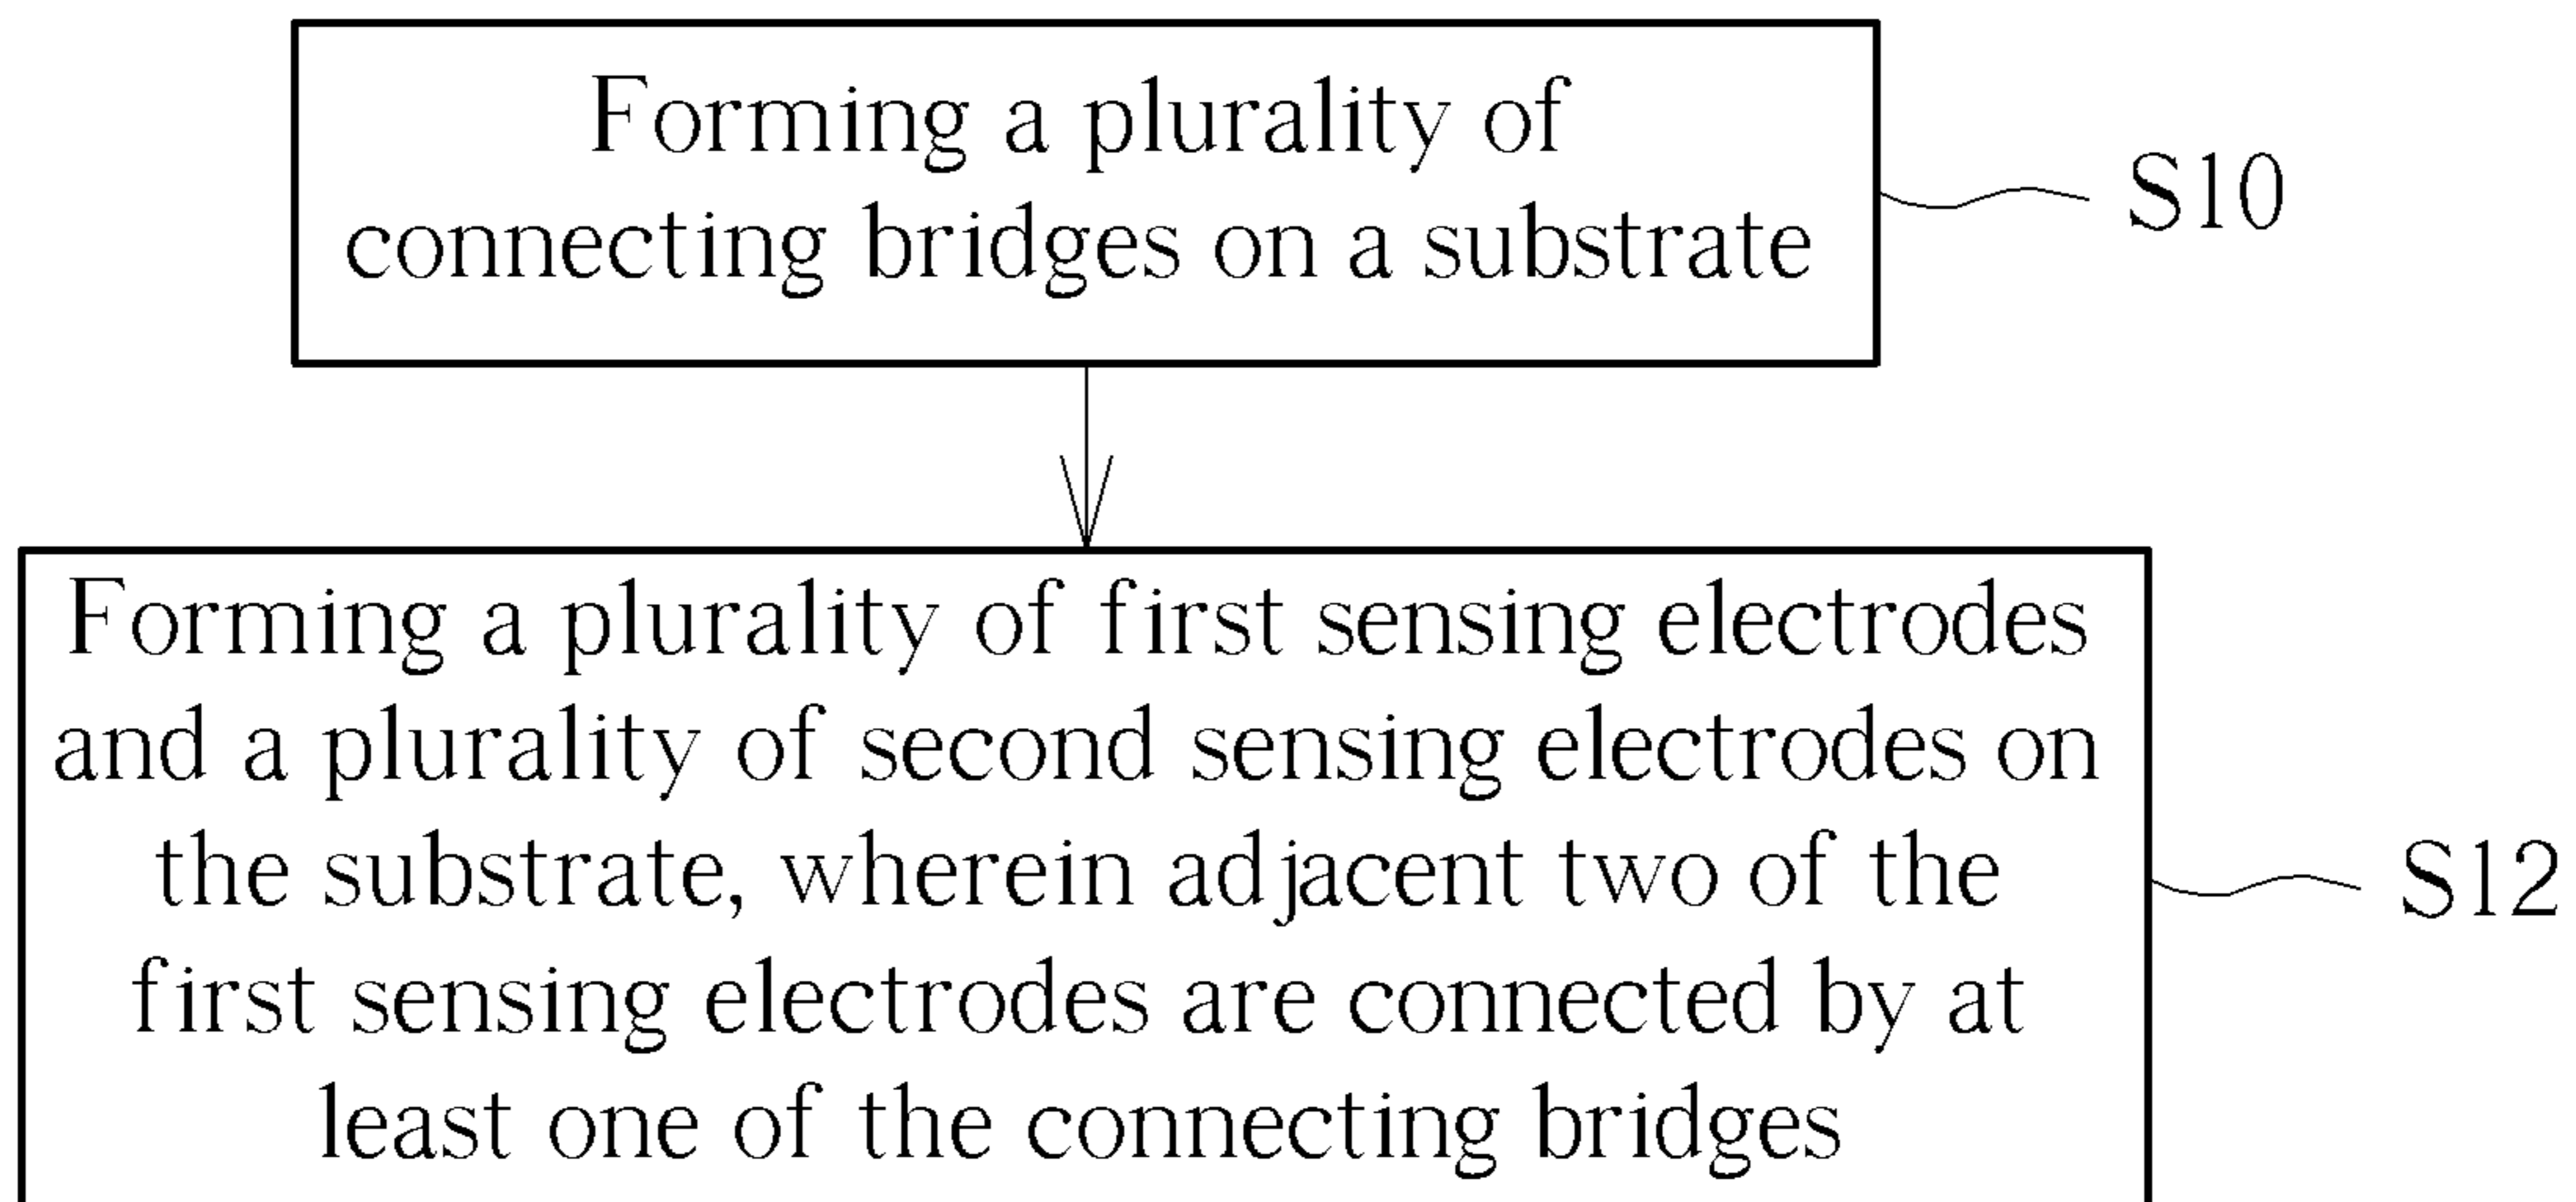 Forming a plurality of
connecting bridges on a substrate
S10
Forming a plurality of first sensing electrodes
and a plurality of second sensing electrodes on
the substrate, wherein adjacent two of the
first sensing electrodes are connected by at
least one of the connecting bridges
S12